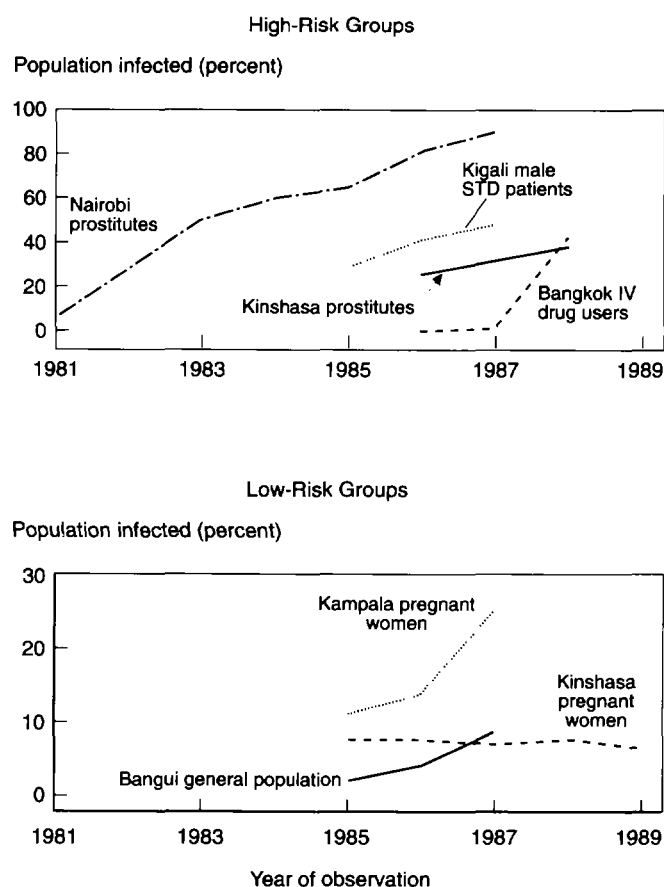 High-Risk Groups
Population infected (percent)
100
80
60
40
20
0
Nairobi
prostitutes
Kigali male
STD patients
Kinshasa prostitutes
Bangkok IV
drug users
1981
1983
1985
1987
1989
Low-Risk Groups
Population infected (percent)
30
20
10
0
Kampala pregnant
women
Kinshasa
pregnant
women
Bangui general population
1981
1983
1985
1987
1989
Year of observation